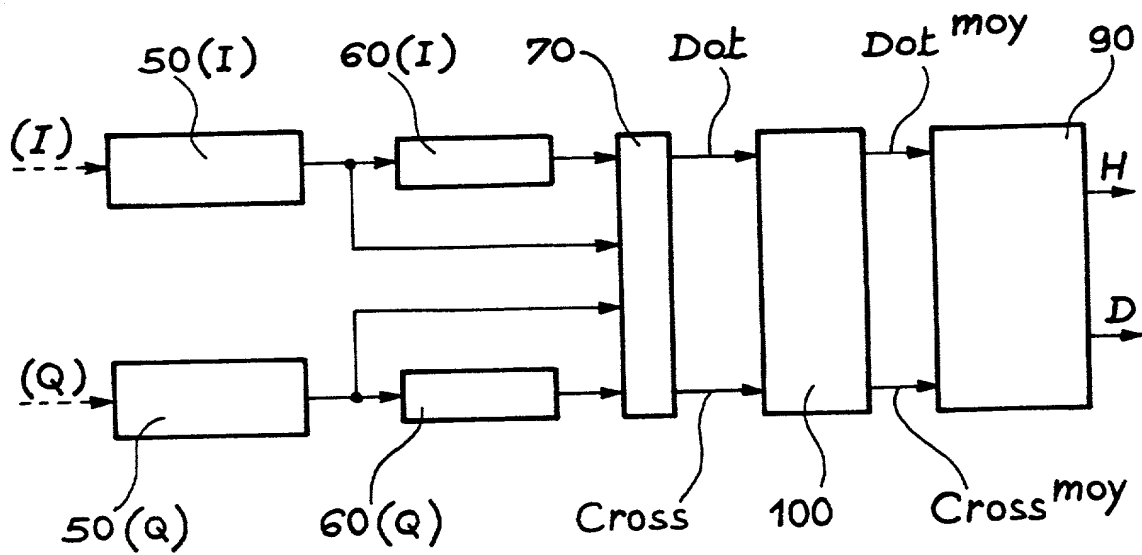 50(I)
60(I)
70
Dot
Dot moy
90
(I)
H
D
(Q)
50(Q)
60(Q)
Cross
100
Cross moy